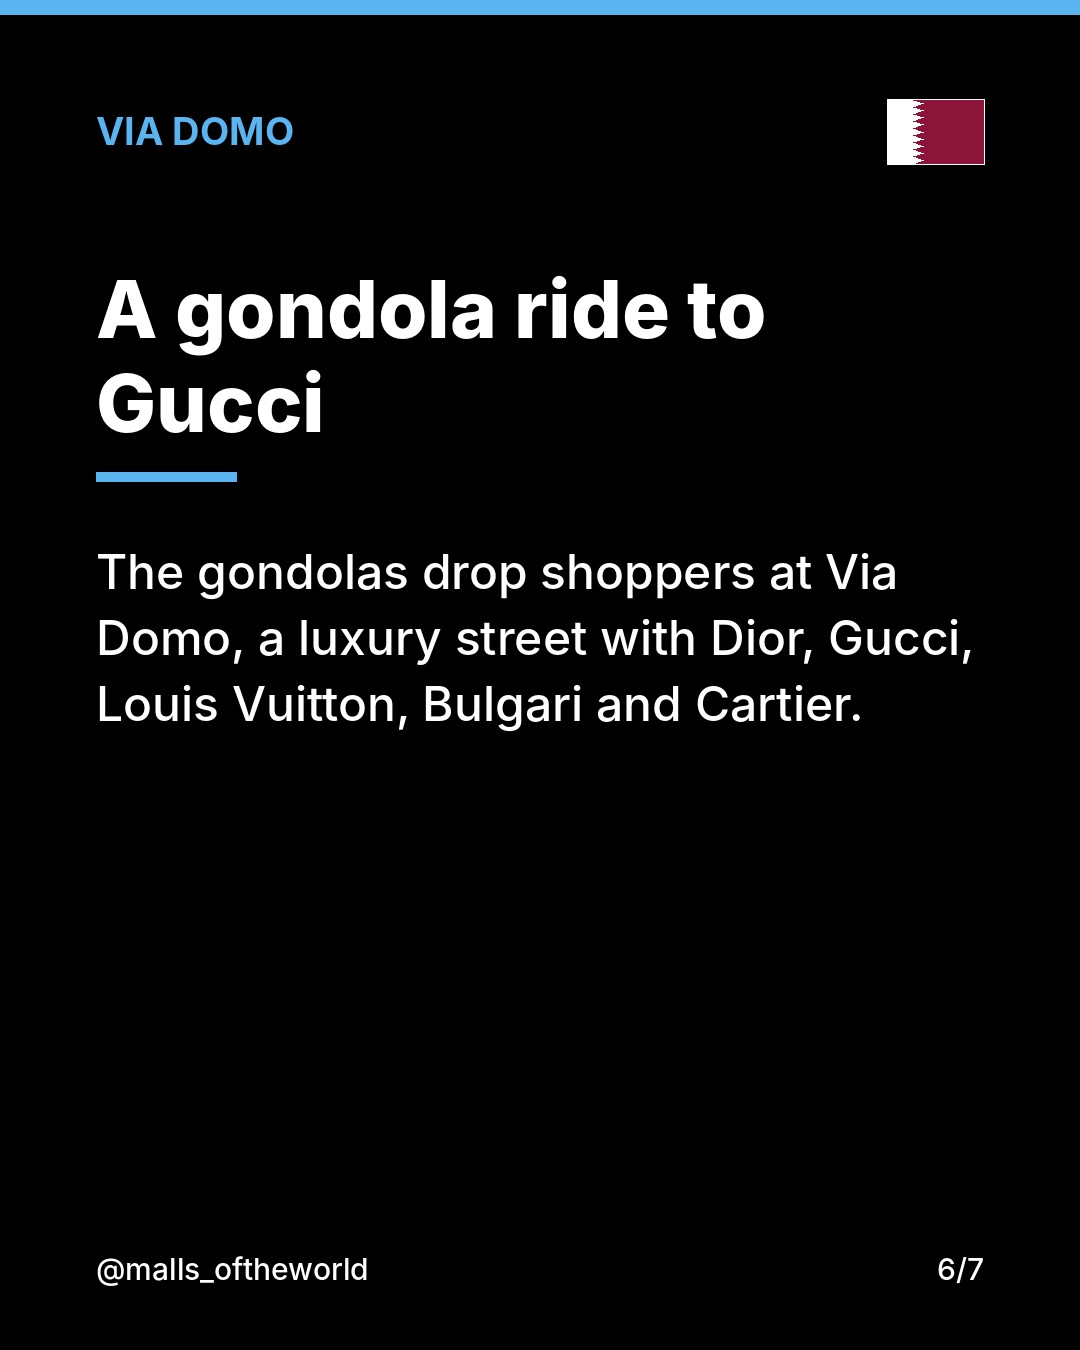 VIA DOMO
A gondola ride to
Gucci
The gondolas drop shoppers at Via
Domo, a luxury street with Dior, Gucci,
Louis Vuitton, Bulgari and Cartier.
@malls_oftheworld
6/7